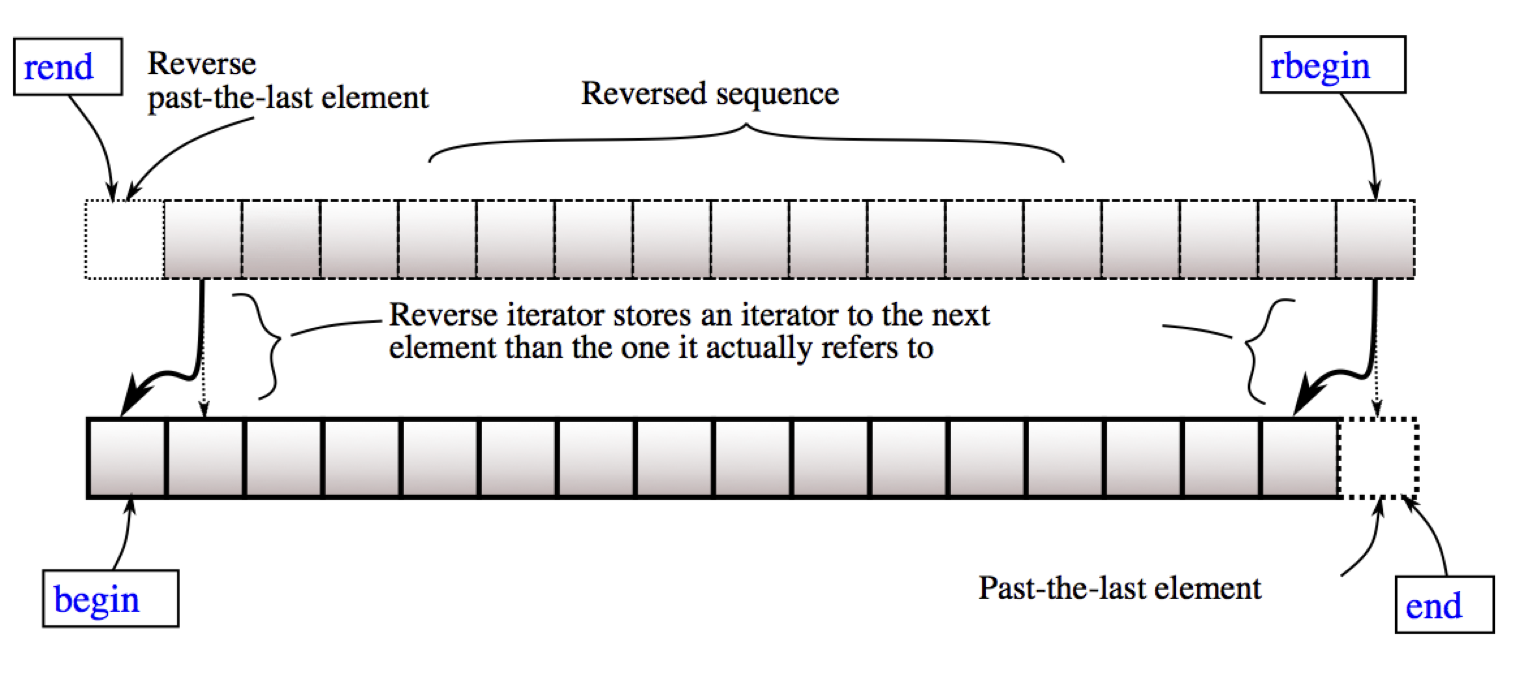 rend
Reverse
past-the-last element
Reversed sequence
rbegin
Reverse iterator stores an iterator to the next
element than the one it actually refers to
begin
Past-the-last element
end